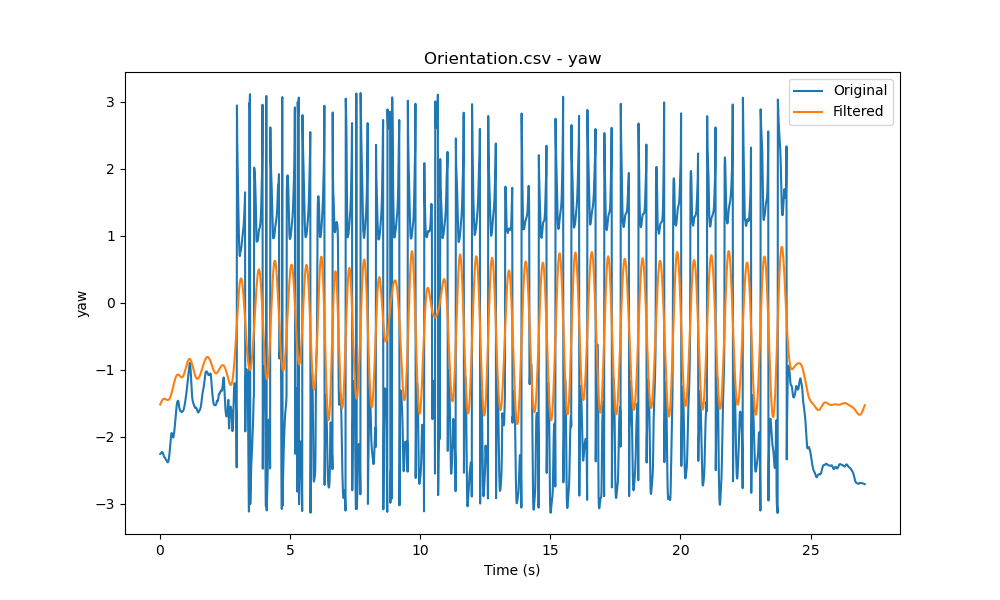 Orientation.csv - yaw
Original
Filtered
3
2
1
0
−1
−2
−3
yaw
0
5
10
15
20
25
Time (s)